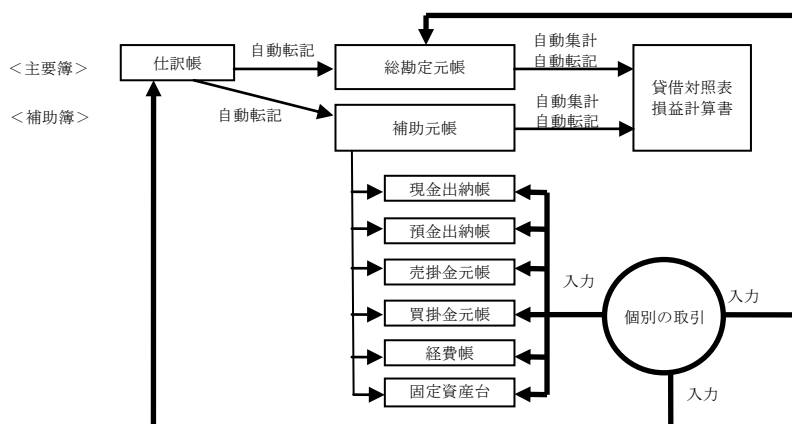 ＜主要簿＞
仕訳帳
自動転記
総勘定元帳
自動集計
自動転記
貸借対照表
損益計算書
＜補助簿＞
自動転記
補助元帳
自動集計
自動転記
現金出納帳
預金出納帳
売掛金元帳
買掛金元帳
経費帳
固定資産台
入力
個別の取引
入力
入力